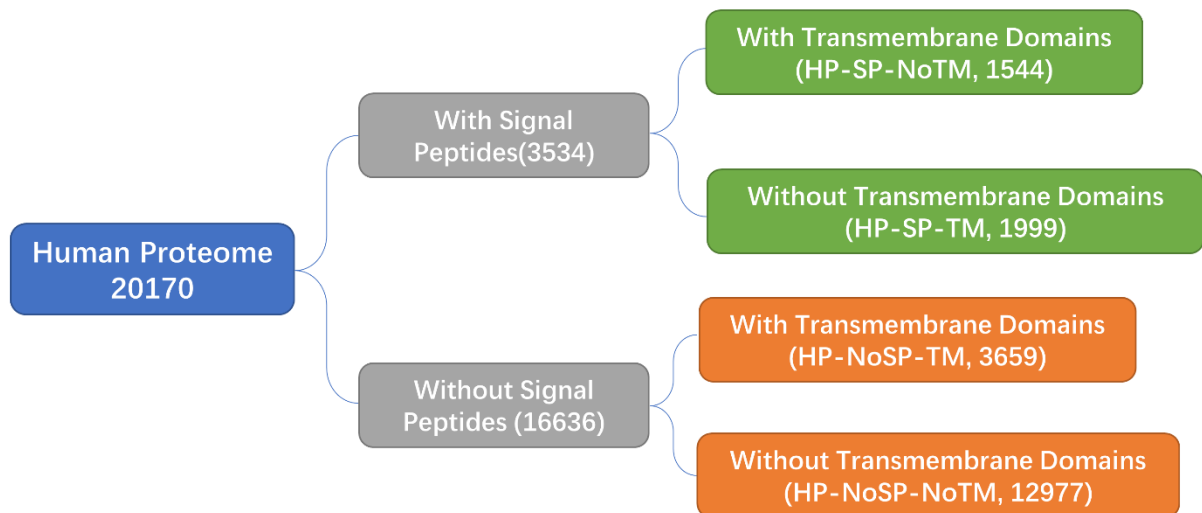 Human Proteome
20170
With Signal
Peptides(3534)
Without Signal
Peptides (16636)
With Transmembrane Domains
(HP-SP-NoTM, 1544)
Without Transmembrane Domains
(HP-SP-TM, 1999)
With Transmembrane Domains
(HP-NoSP-TM, 3659)
Without Transmembrane Domains
(HP-NoSP-NoTM, 12977)